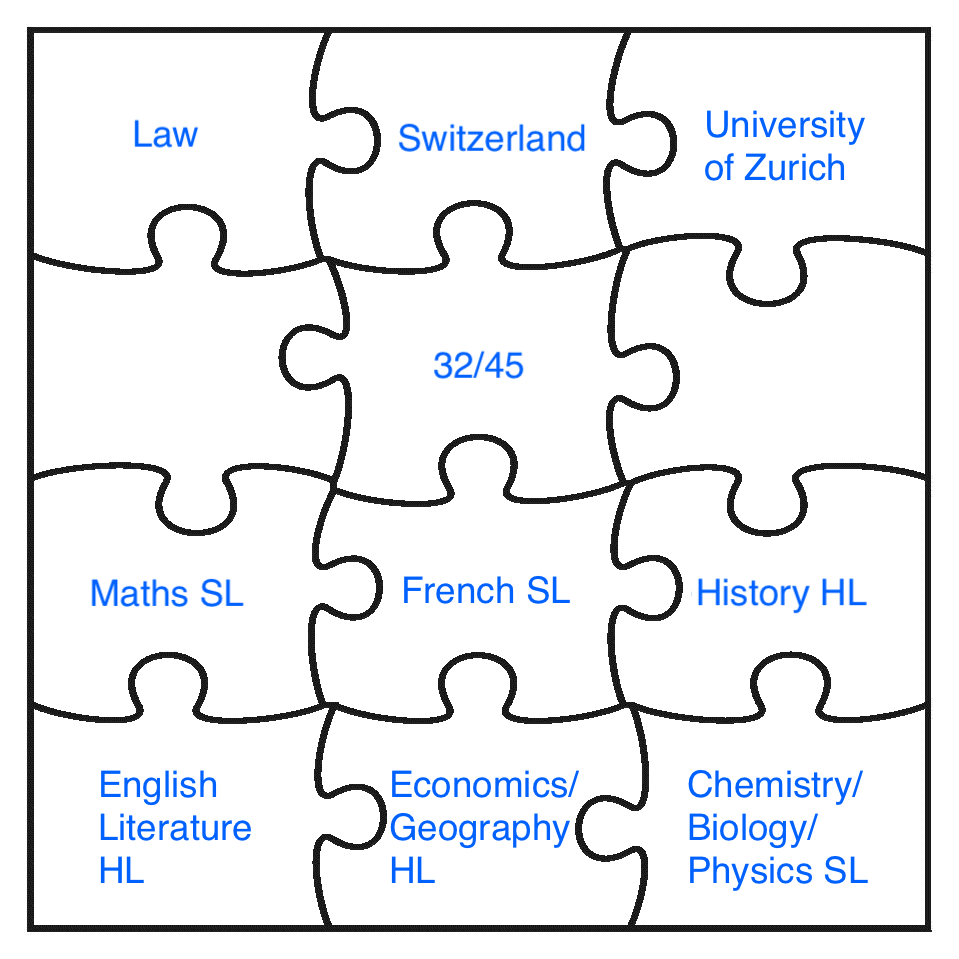 Law
Switzerland
University
of Zurich
32/45
Maths SL
French SL
History HL
English
Literature
HL
Economics/
Geography
HL
Chemistry/
Biology/
Physics SL